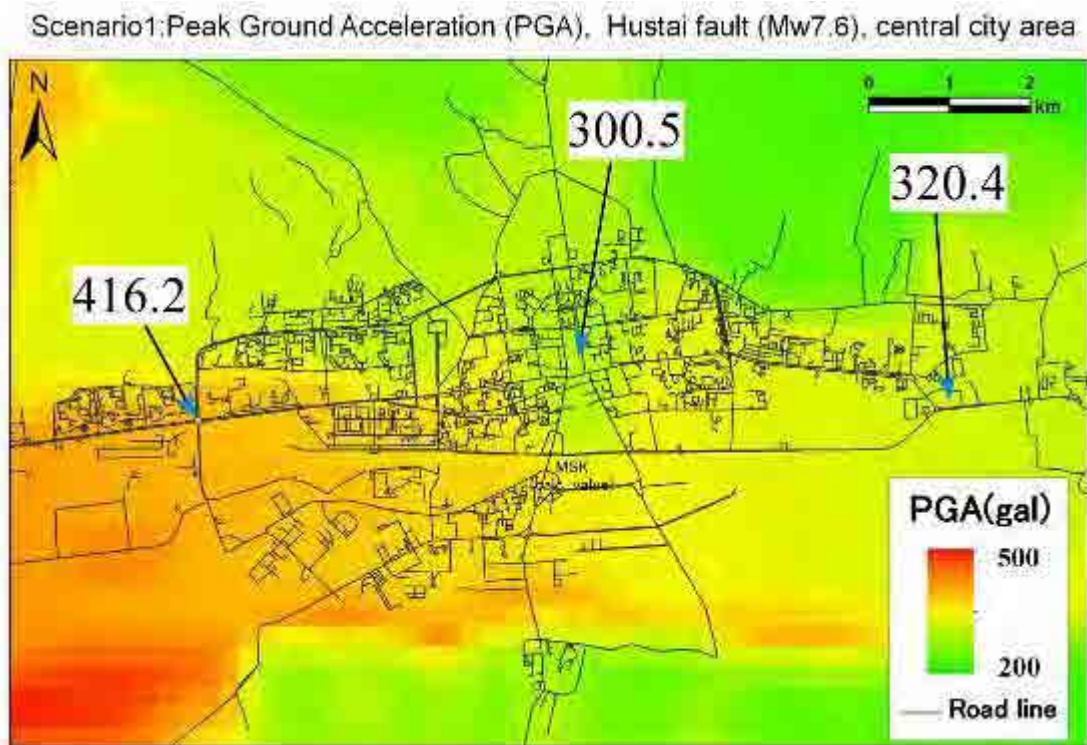 Scenario1:Peak Ground Acceleration (PGA), Hustai fault (Mw7.6), central city area
N
0 1 2
km
300.5
320.4
416.2
MSK
value
PGA(gal)
500
200
Road line